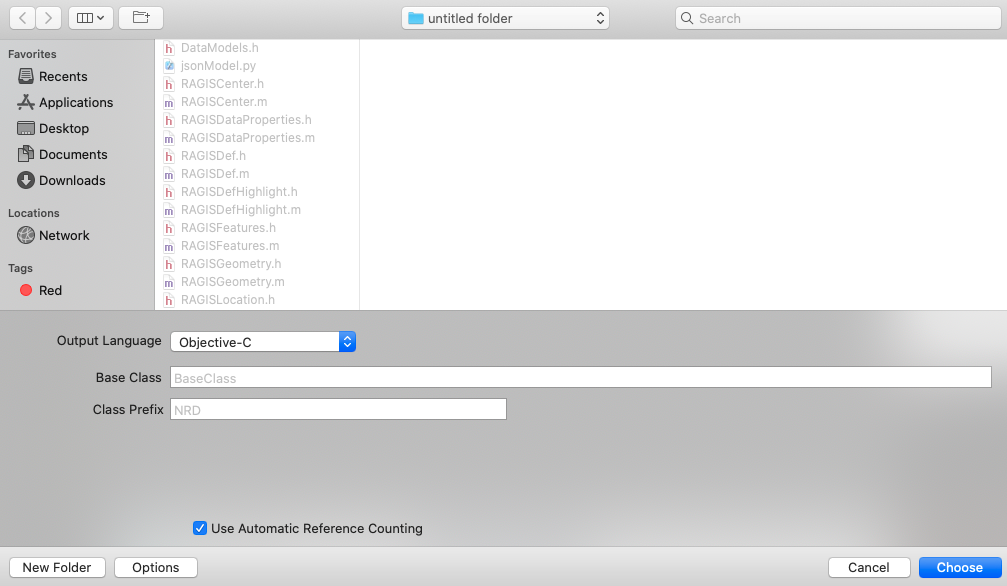 untitled folder
Search
Favorites
Recents
Applications
Desktop
Documents
Downloads
Locations
Network
Tags
Red
h DataModels.h
jsonModel.py
h RAGISCenter.h
m RAGISCenter.m
h RAGISDataProperties.h
m RAGISDataProperties.m
h RAGISDef.h
m RAGISDef.m
h RAGISDefHighlight.h
m RAGISDefHighlight.m
h RAGISFeatures.h
m RAGISFeatures.m
h RAGISGeometry.h
m RAGISGeometry.m
h RAGISLocation.h
Output Language Objective-C
Base Class BaseClass
Class Prefix NRD
Use Automatic Reference Counting
New Folder Options Cancel Choose